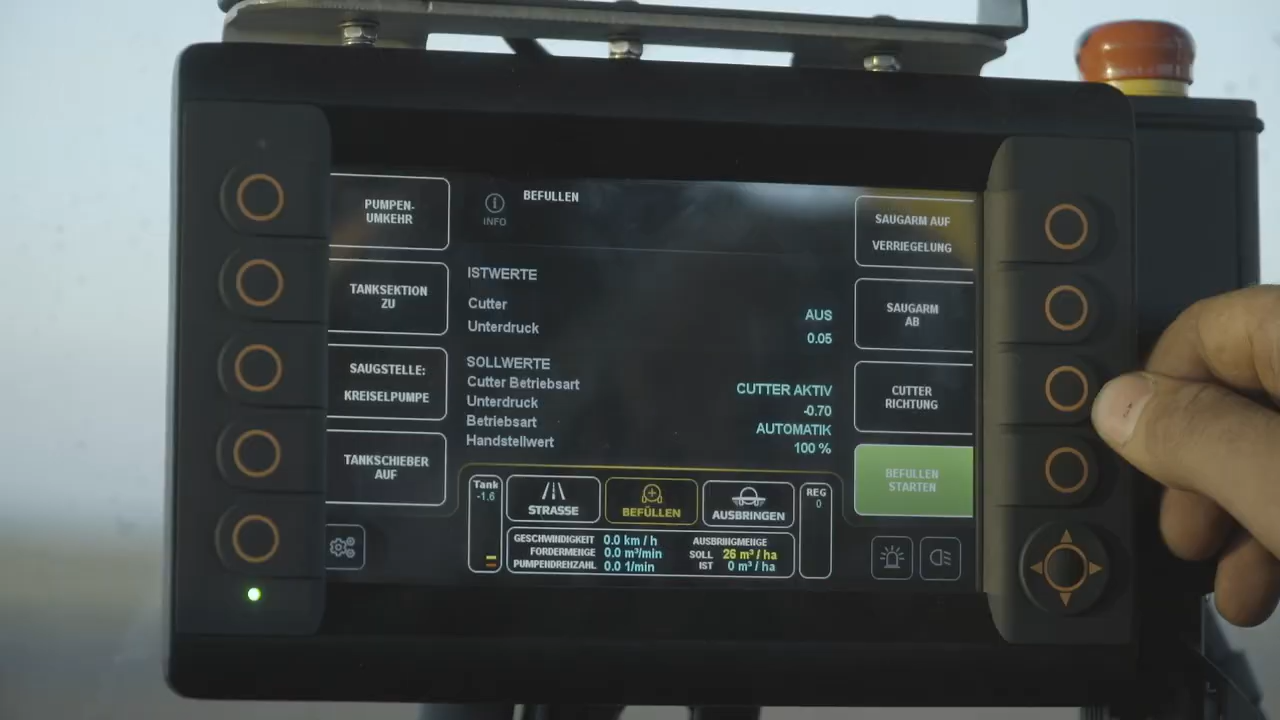 PUMPEN-
UMKEHR
TANKSEKTION
ZU
SAUGSTELLE:
KREISELPUMPE
TANKSCHIEBER
AUF
INFO
BEFULLEN
ISTWERTE
Cutter AUS
Unterdruck 0.05
SOLLWERTE
Cutter Betriebsart CUTTER AKTIV
Unterdruck -0.70
Betriebsart AUTOMATIK
Handstellwert 100 %
SAUGARM AUF
VERRIEGELUNG
SAUGARM
AB
CUTTER
RICHTUNG
BEFULLEN
STARTEN
Tank
-1.6
STRASSE
BEFÜLLEN
AUSBRINGEN
REG
0
GESCHWINDIGKEIT 0.0 km / h
FORDERMENGE 0.0 m³/min
PUMPENDREHZAHL 0.0 1/min
AUSBRINGMENGE
SOLL 26 m³ / ha
IST 0 m³ / ha